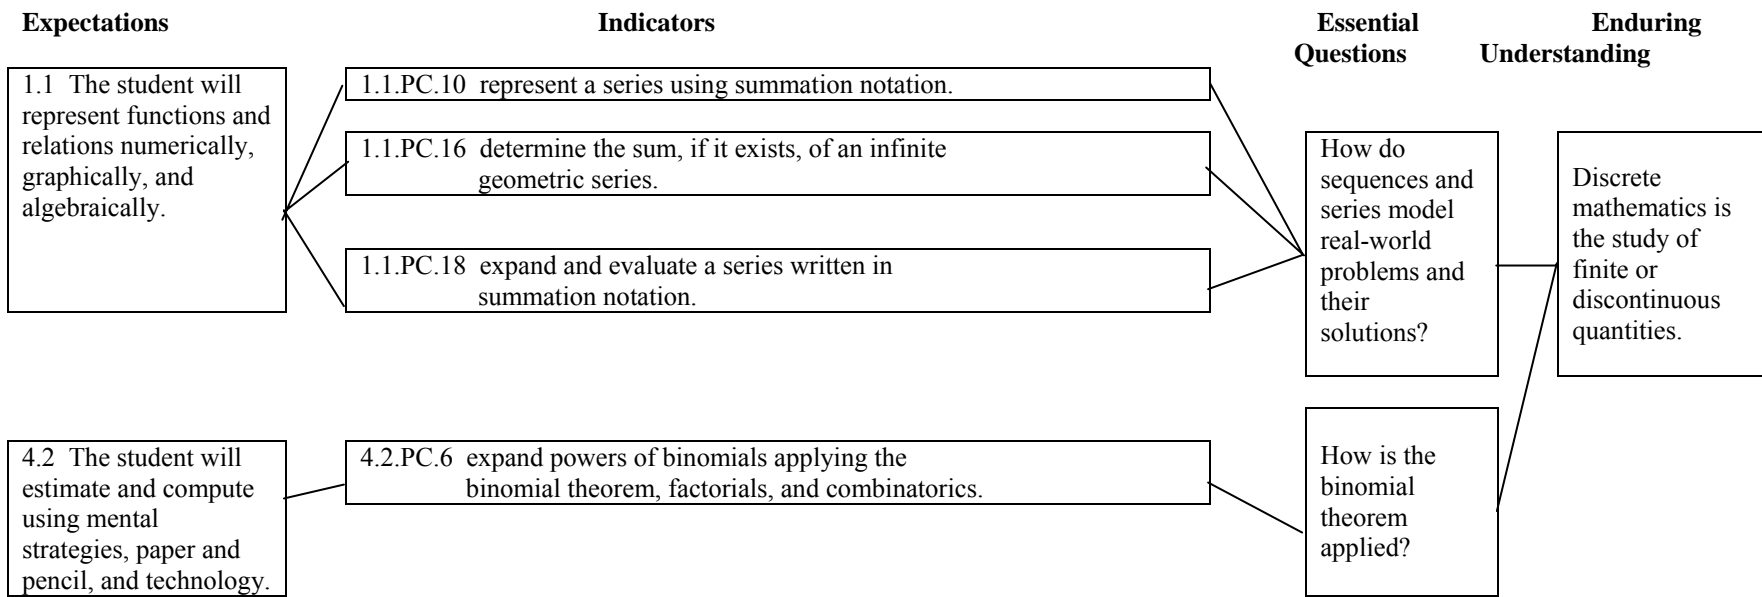 Expectations
Indicators
Essential
Questions
Enduring
Understanding
1.1 The student will
represent functions and
relations numerically,
graphically, and
algebraically.
1.1.PC.10 represent a series using summation notation.
1.1.PC.16 determine the sum, if it exists, of an infinite
geometric series.
1.1.PC.18 expand and evaluate a series written in
summation notation.
How do
sequences and
series model
real-world
problems and
their
solutions?
Discrete
mathematics is
the study of
finite or
discontinuous
quantities.
4.2 The student will
estimate and compute
using mental
strategies, paper and
pencil, and technology.
4.2.PC.6 expand powers of binomials applying the
binomial theorem, factorials, and combinatorics.
How is the
binomial
theorem
applied?